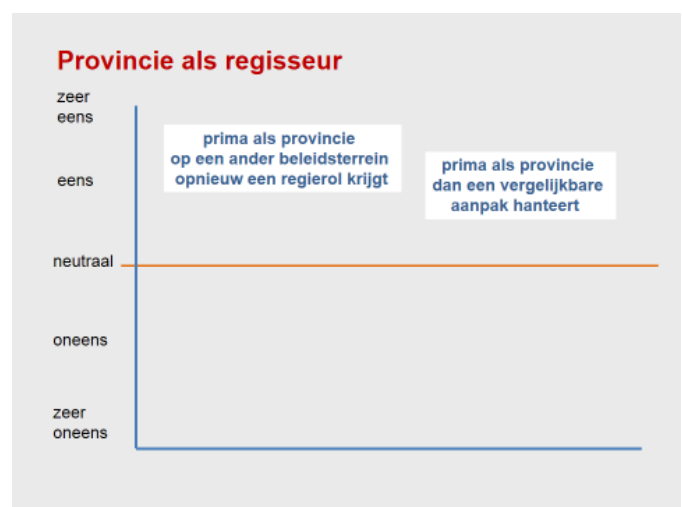 Provincie als regisseur
zeer
eens
prima als provincie
op een ander beleidsterrein
opnieuw een regierol krijgt
prima als provincie
dan een vergelijkbare
aanpak hanteert
eens
neutraal
oneens
zeer
oneens